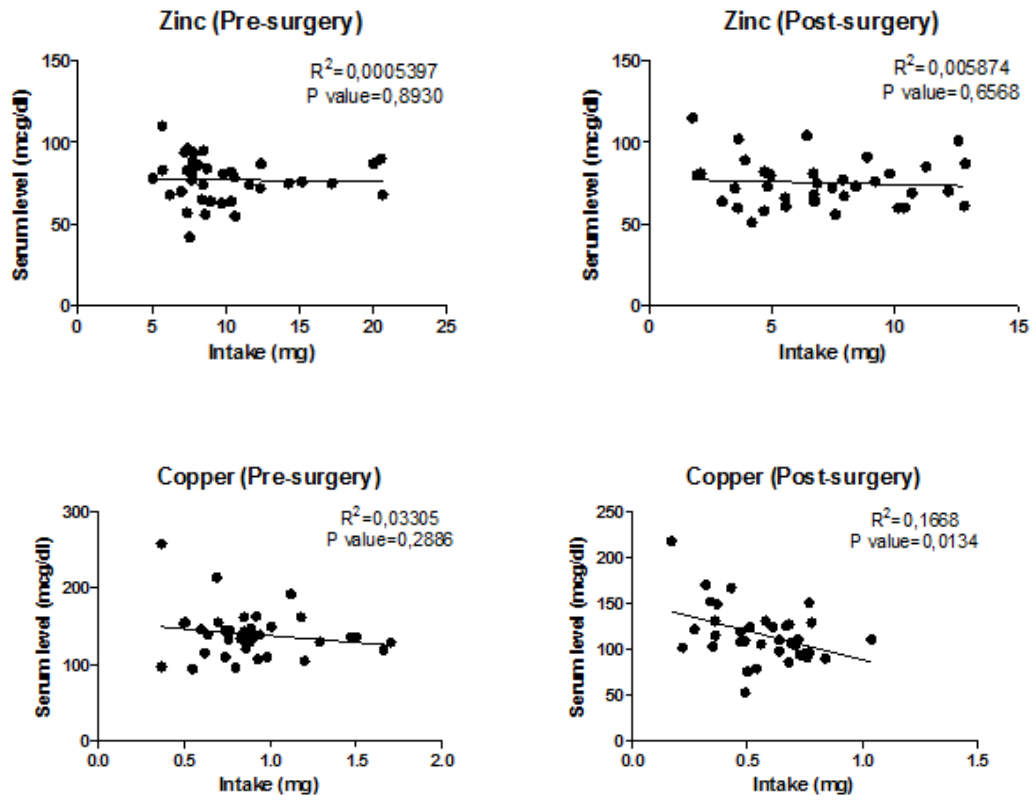 Zinc (Pre-surgery)
R²=0,0005397
P value=0,8930
Serum level (mcg/dl)
150
100
50
0
0 5 10 15 20 25
Intake (mg)
Zinc (Post-surgery)
R²=0,005874
P value=0,6568
Serum level (mcg/dl)
150
100
50
0
0 5 10 15
Intake (mg)
Copper (Pre-surgery)
R²=0,03305
P value=0,2886
Serum level (mcg/dl)
300
200
100
0
0.0 0.5 1.0 1.5 2.0
Intake (mg)
Copper (Post-surgery)
R²=0,1668
P value=0,0134
Serum level (mcg/dl)
250
200
150
100
50
0
0.0 0.5 1.0 1.5
Intake (mg)